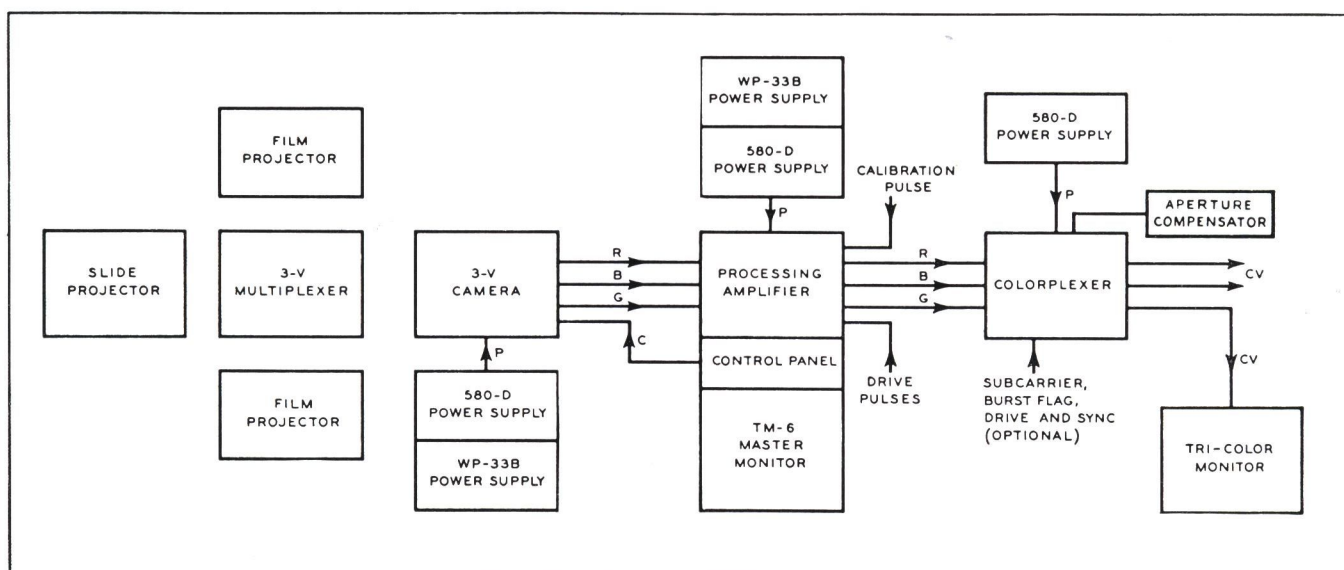 WP-33B
POWER SUPPLY
580-D
POWER SUPPLY
580-D
POWER SUPPLY
FILM
PROJECTOR
CALIBRATION
PULSE
P
P
APERTURE
COMPENSATOR
SLIDE
PROJECTOR
3-V
MULTIPLEXER
3-V
CAMERA
R
B
G
C
PROCESSING
AMPLIFIER
R
B
G
COLORPLEXER
CV
CV
P
CONTROL PANEL
DRIVE
PULSES
SUBCARRIER,
BURST FLAG,
DRIVE AND SYNC
(OPTIONAL)
FILM
PROJECTOR
580-D
POWER SUPPLY
WP-33B
POWER SUPPLY
TM-6
MASTER
MONITOR
TRI-COLOR
MONITOR